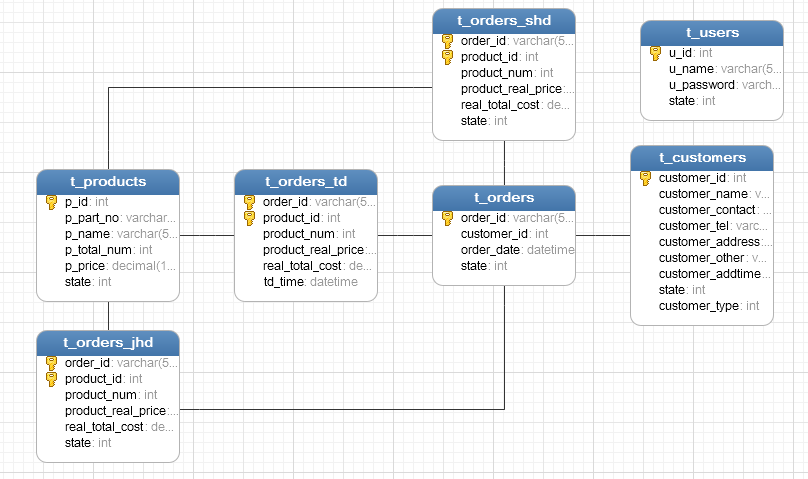 t_orders_shd
order_id: varchar(5...
product_id: int
product_num: int
product_real_price:...
real_total_cost: de...
state: int
t_users
u_id: int
u_name: varchar(5...
u_password: varch...
state: int
t_products
p_id: int
p_part_no: varchar...
p_name: varchar(5...
p_total_num: int
p_price: decimal(1...
state: int
t_orders_td
order_id: varchar(5...
product_id: int
product_num: int
product_real_price:...
real_total_cost: de...
td_time: datetime
t_orders
order_id: varchar(5...
customer_id: int
order_date: datetime
state: int
t_customers
customer_id: int
customer_name: v...
customer_contact: ...
customer_tel: varc...
customer_address:...
customer_other: v...
customer_addtime...
state: int
customer_type: int
t_orders_jhd
order_id: varchar(5...
product_id: int
product_num: int
product_real_price:...
real_total_cost: de...
state: int